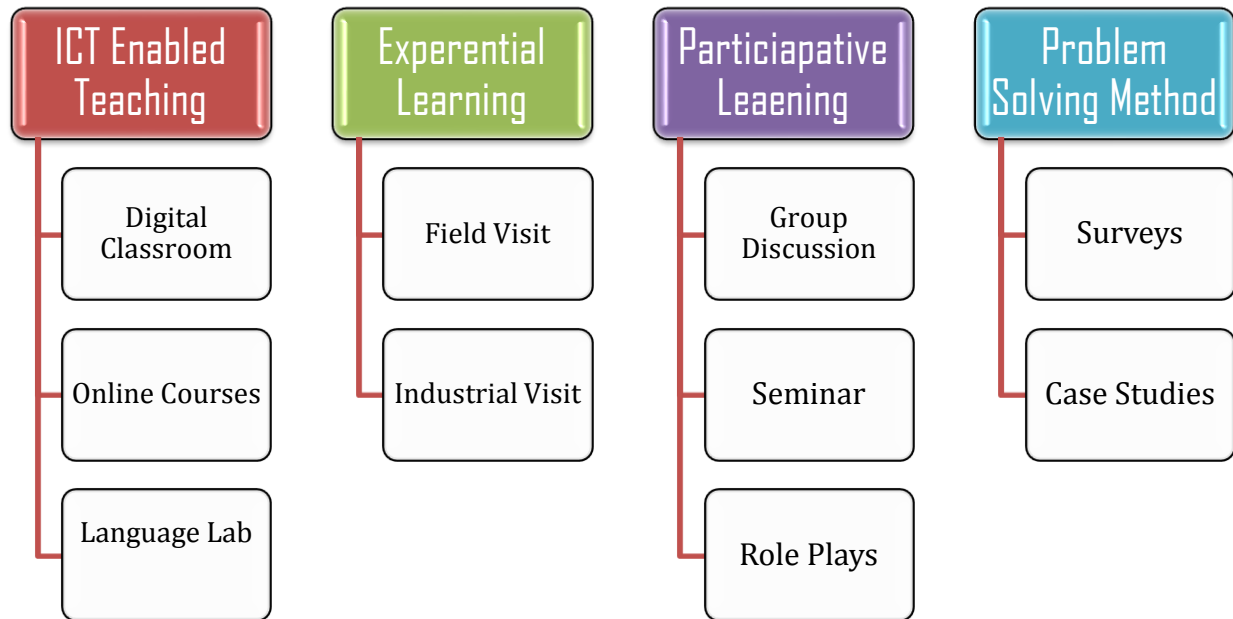 ICT Enabled
Teaching
Digital
Classroom
Online Courses
Language Lab
Experential
Learning
Field Visit
Industrial Visit
Particiapative
Leaening
Group
Discussion
Seminar
Role Plays
Problem
Solving Method
Surveys
Case Studies